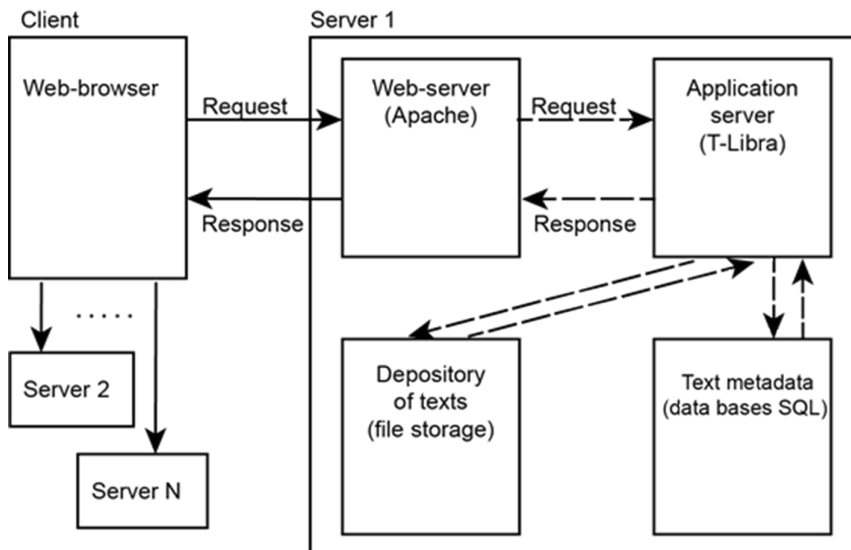 Client
Server 1
Web-browser
Request
Response
Web-server
(Apache)
Request
Response
Application
server
(T-Libra)
.....
Server 2
Server N
Depository
of texts
(file storage)
Text metadata
(data bases SQL)